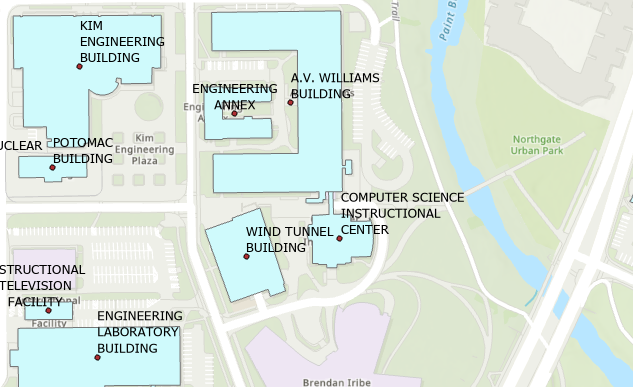 KIM
ENGINEERING
BUILDING
Trail
Paint B
A.V. WILLIAMS
BUILDING
ENGINEERING
ANNEX
UCLEAR
POTOMAC
BUILDING
Kim
Engineering
Plaza
Northgate
Urban Park
COMPUTER SCIENCE
INSTRUCTIONAL
CENTER
WIND TUNNEL
BUILDING
STRUCTIONAL
TELEVISION
FACILITY
Facility
ENGINEERING
LABORATORY
BUILDING
Brendan Iribe